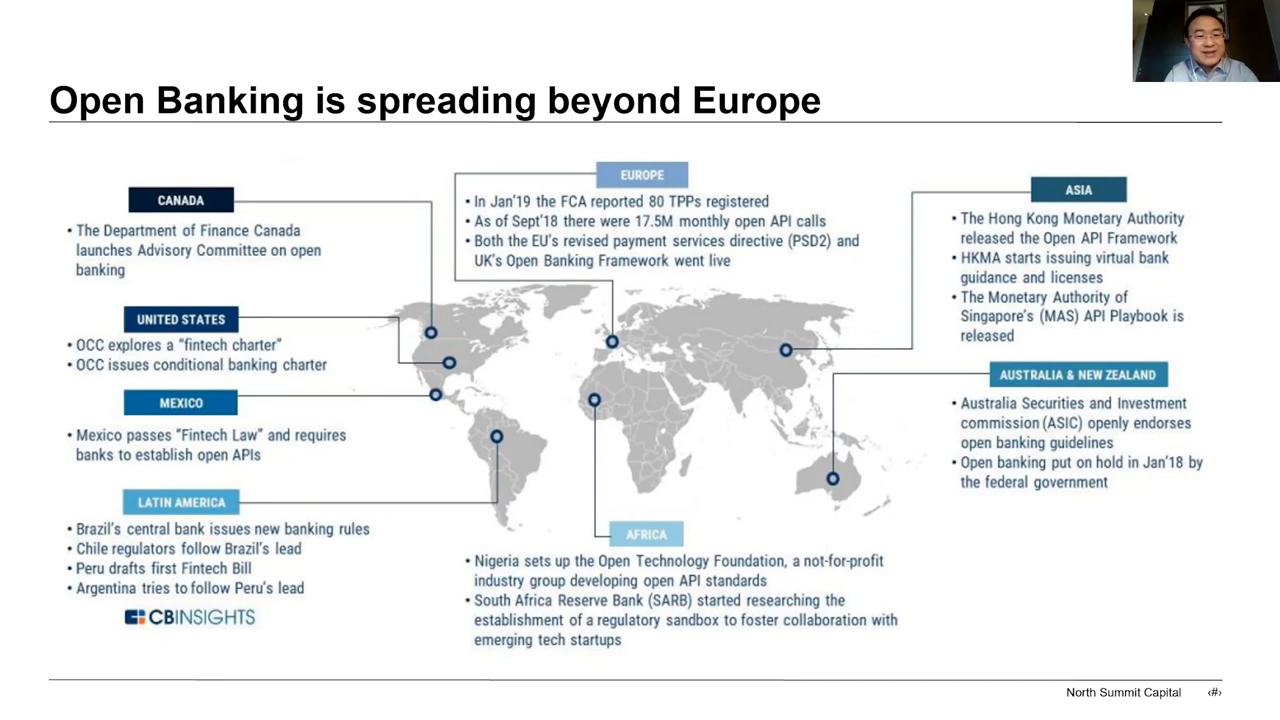 Open Banking is spreading beyond Europe
CANADA
• The Department of Finance Canada
launches Advisory Committee on open
banking
UNITED STATES
• OCC explores a “fintech charter”
• OCC issues conditional banking charter
MEXICO
• Mexico passes “Fintech Law” and requires
banks to establish open APIs
LATIN AMERICA
• Brazil’s central bank issues new banking rules
• Chile regulators follow Brazil’s lead
• Peru drafts first Fintech Bill
• Argentina tries to follow Peru’s lead
CBINSIGHTS
EUROPE
• In Jan’19 the FCA reported 80 TPPs registered
• As of Sept’18 there were 17.5M monthly open API calls
• Both the EU’s revised payment services directive (PSD2) and
UK’s Open Banking Framework went live
AFRICA
• Nigeria sets up the Open Technology Foundation, a not-for-profit
industry group developing open API standards
• South Africa Reserve Bank (SARB) started researching the
establishment of a regulatory sandbox to foster collaboration with
emerging tech startups
ASIA
• The Hong Kong Monetary Authority
released the Open API Framework
• HKMA starts issuing virtual bank
guidance and licenses
• The Monetary Authority of
Singapore’s (MAS) API Playbook is
released
AUSTRALIA & NEW ZEALAND
• Australia Securities and Investment
commission (ASIC) openly endorses
open banking guidelines
• Open banking put on hold in Jan’18 by
the federal government
North Summit Capital ‹#›